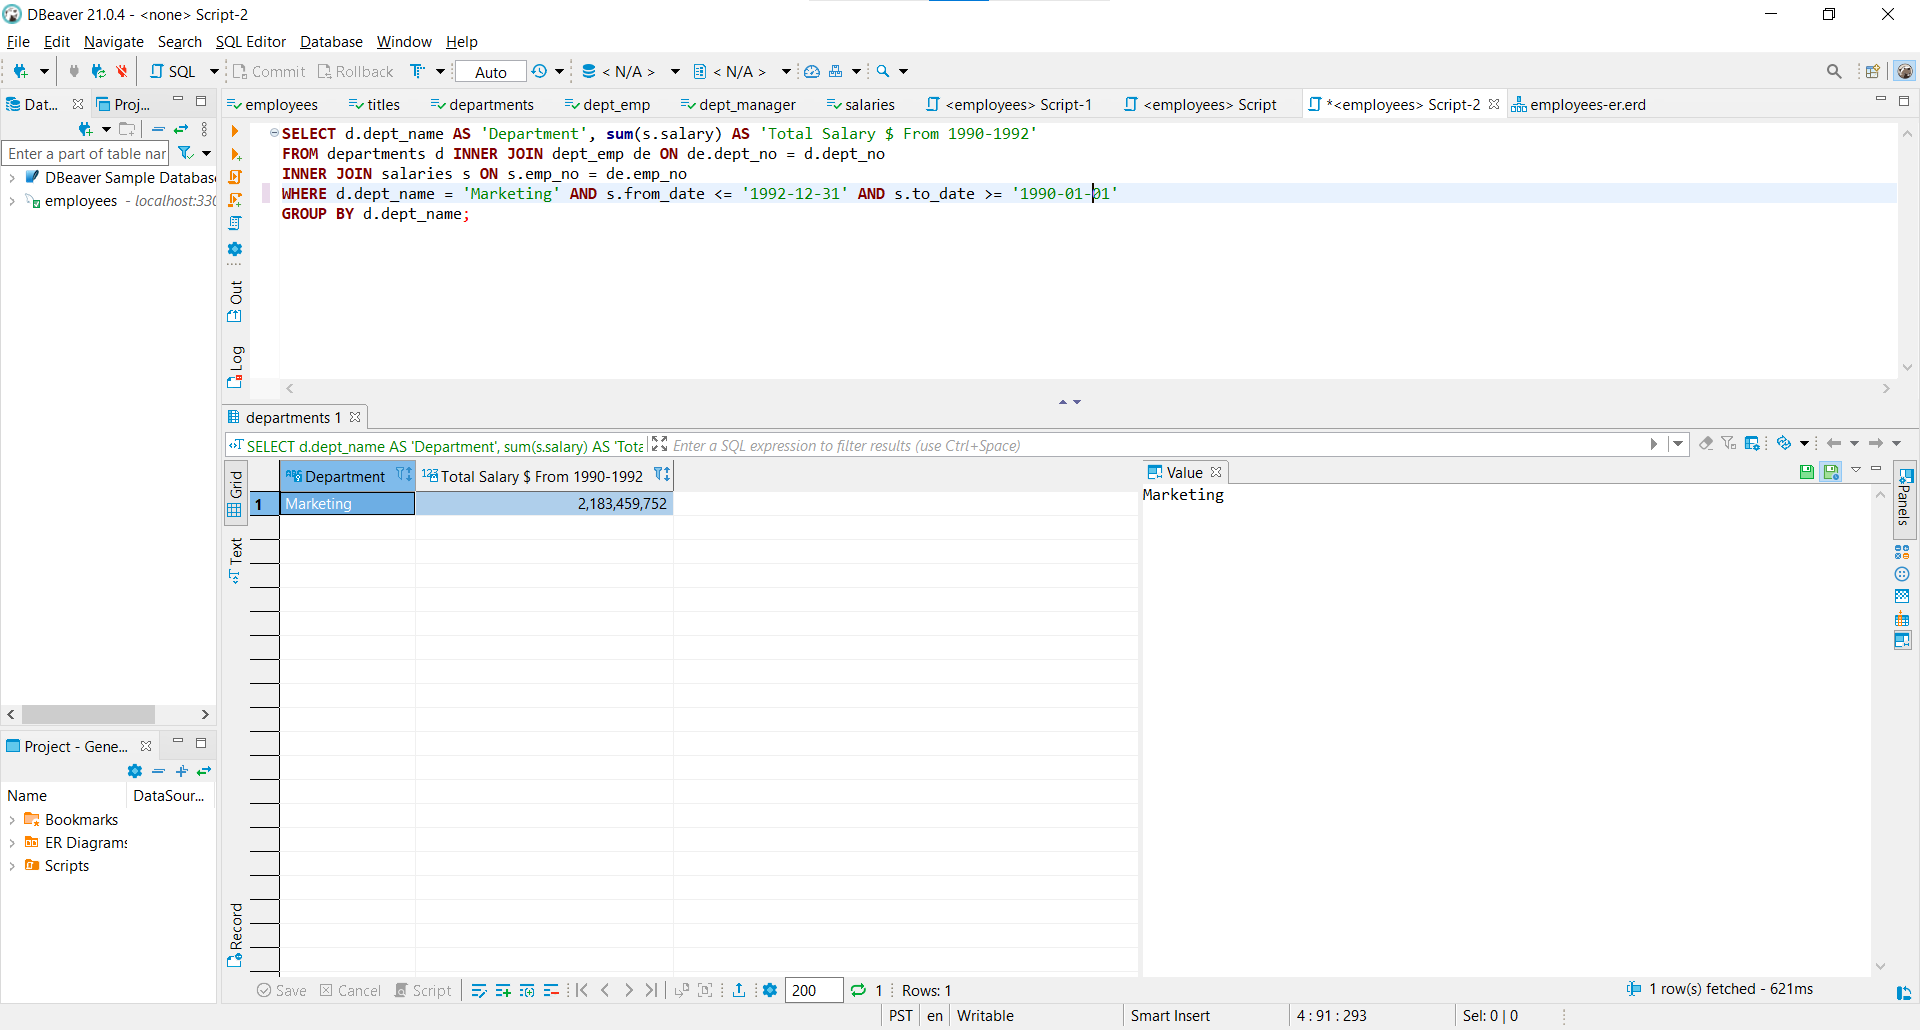 DBeaver 21.0.4 - <none> Script-2
File Edit Navigate Search SQL Editor Database Window Help
SQL Commit Rollback Auto < N/A > < N/A >
Dat... Proj...
employees titles departments dept_emp dept_manager salaries <employees> Script-1 <employees> Script *<employees> Script-2 employees-er.erd
Enter a part of table nar
DBeaver Sample Databas
employees - localhost:330
SELECT d.dept_name AS 'Department', sum(s.salary) AS 'Total Salary $ From 1990-1992'
FROM departments d INNER JOIN dept_emp de ON de.dept_no = d.dept_no
INNER JOIN salaries s ON s.emp_no = de.emp_no
WHERE d.dept_name = 'Marketing' AND s.from_date <= '1992-12-31' AND s.to_date >= '1990-01-01'
GROUP BY d.dept_name;
Out
Log
departments 1
SELECT d.dept_name AS 'Department', sum(s.salary) AS 'Tota
Enter a SQL expression to filter results (use Ctrl+Space)
Grid
Text
Record
Department Total Salary $ From 1990-1992
1 Marketing 2,183,459,752
Value
Marketing
Panels
Project - Gene...
Name DataSour...
Bookmarks
ER Diagrams
Scripts
Save Cancel Script 200 1 Rows: 1 1 row(s) fetched - 621ms
PST en Writable Smart Insert 4 : 91 : 293 Sel: 0 | 0